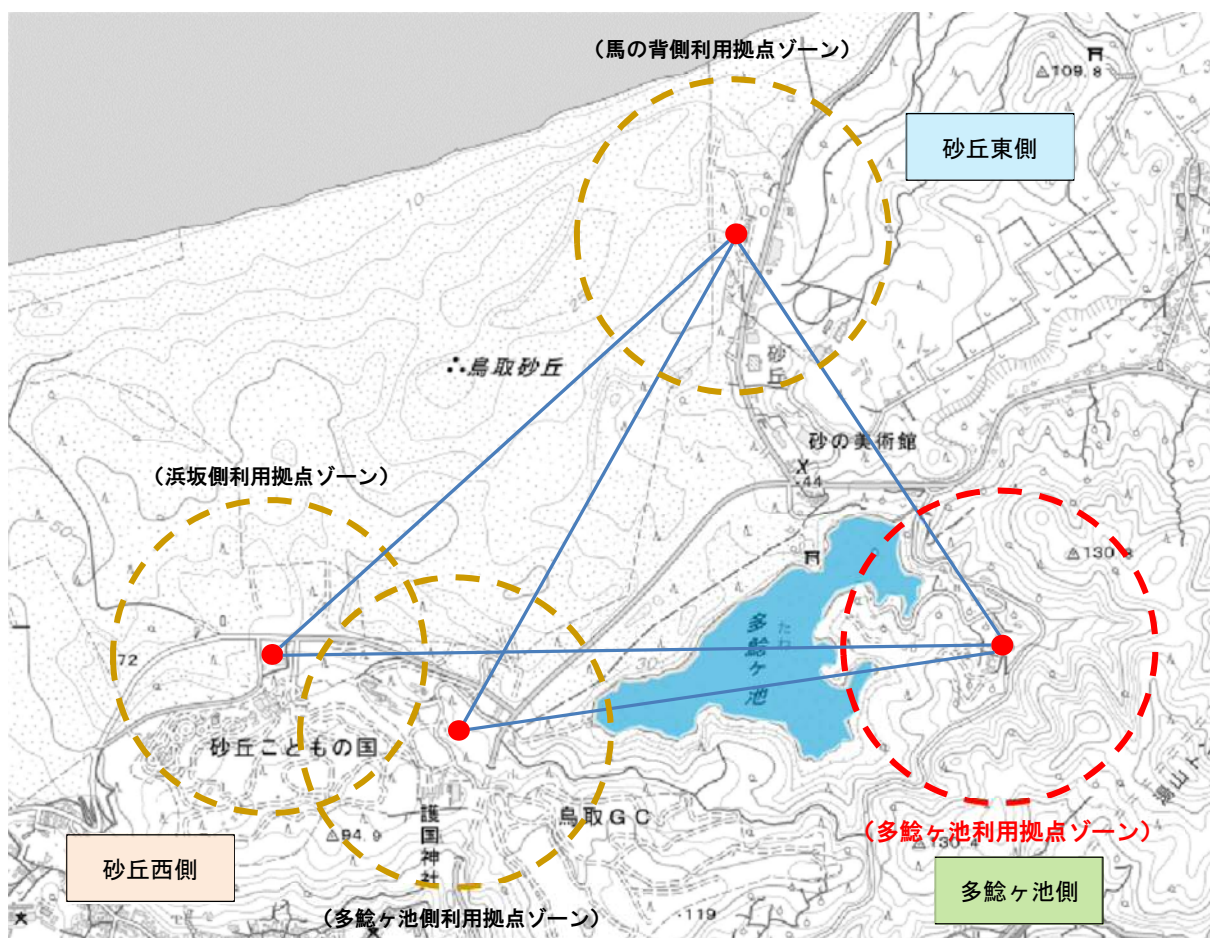 （馬の背側利用拠点ゾーン）
109.8
砂丘東側
10
鳥取砂丘
砂丘
砂の美術館
44
（浜坂側利用拠点ゾーン）
50
130.8
72
30
多鯰ヶ池
たね
砂丘こどもの国
鳥取GC
護国神社
94.9
（多鯰ヶ池利用拠点ゾーン）
130.4
湯山ト
砂丘西側
多鯰ヶ池側
（多鯰ヶ池側利用拠点ゾーン）
119